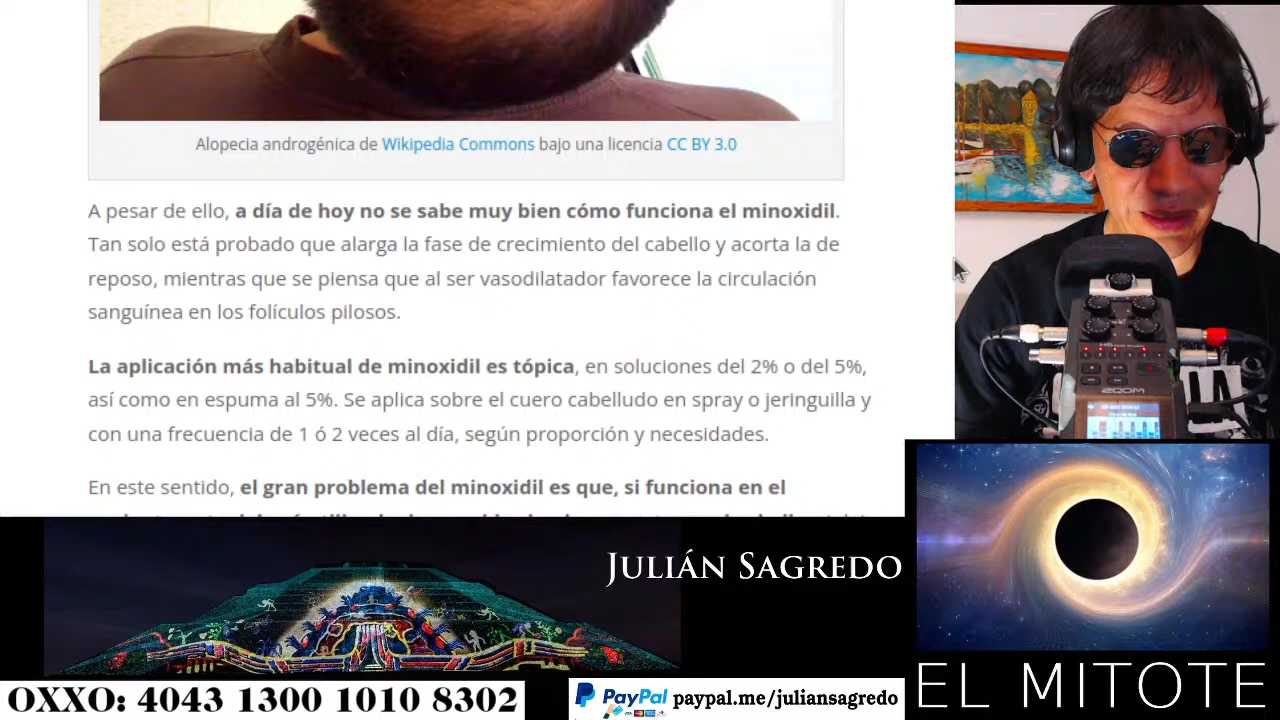 Alopecia androgénica de Wikipedia Commons bajo una licencia CC BY 3.0
A pesar de ello, a día de hoy no se sabe muy bien cómo funciona el minoxidil.
Tan solo está probado que alarga la fase de crecimiento del cabello y acorta la de
reposo, mientras que se piensa que al ser vasodilatador favorece la circulación
sanguínea en los folículos pilosos.
La aplicación más habitual de minoxidil es tópica, en soluciones del 2% o del 5%,
así como en espuma al 5%. Se aplica sobre el cuero cabelludo en spray o jeringuilla y
con una frecuencia de 1 ó 2 veces al día, según proporción y necesidades.
En este sentido, el gran problema del minoxidil es que, si funciona en el
ZOOM
JULIÁN SAGREDO
EL MITOTE
OXXO: 4043 1300 1010 8302
PayPal paypal.me/juliansagredo